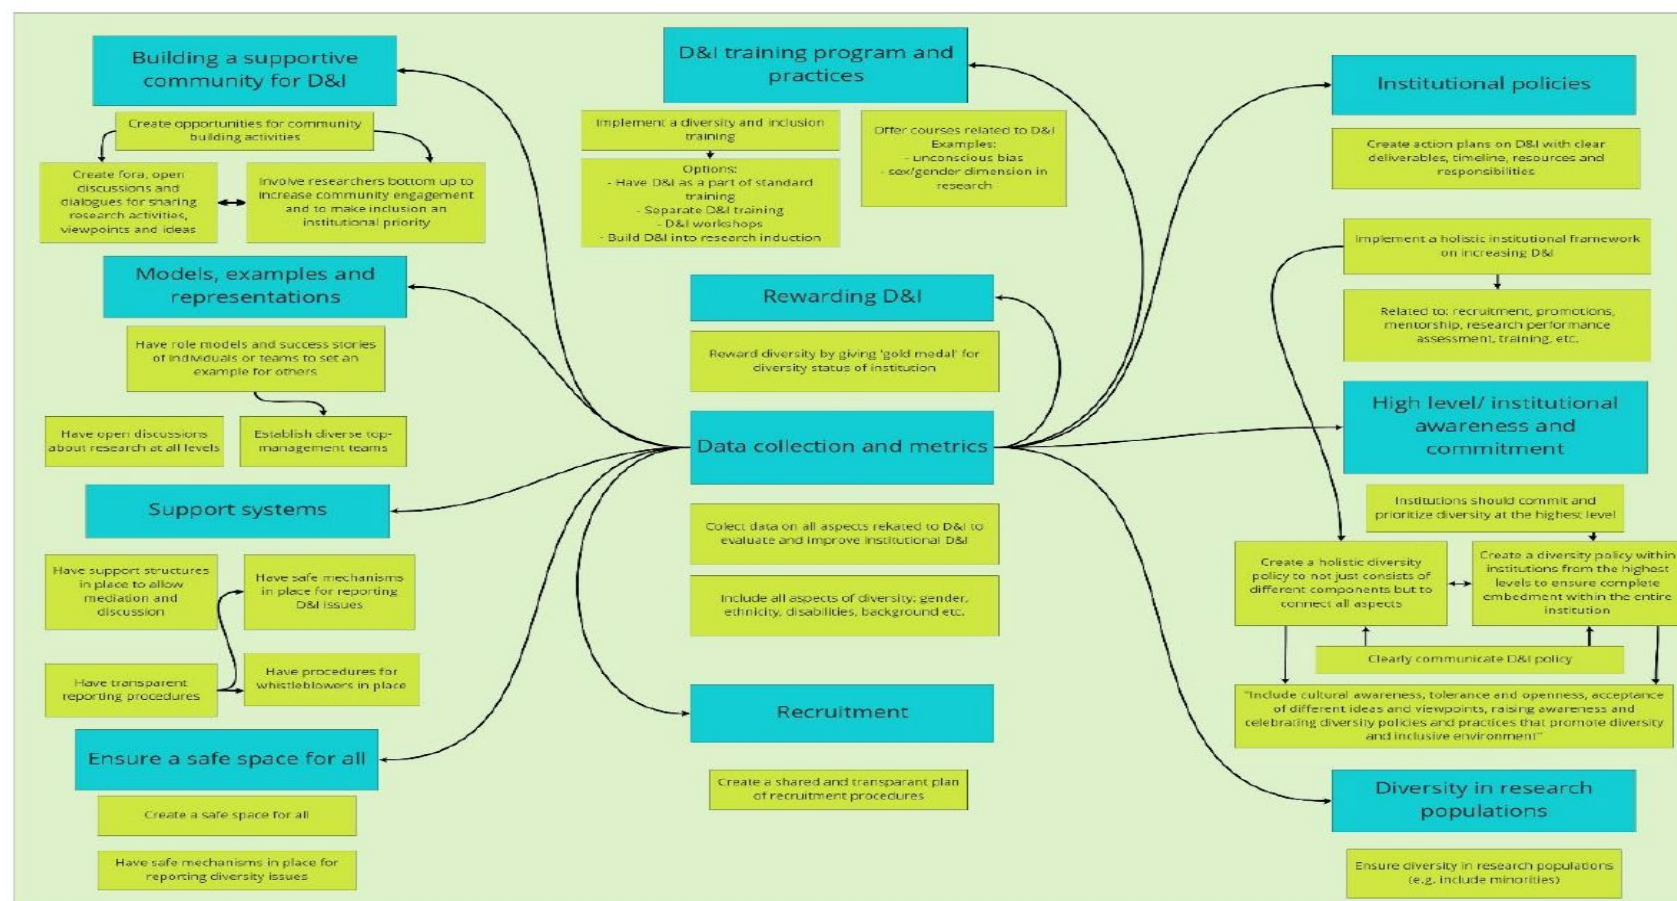 Building a supportive
community for D&I
Create opportunities for community
building activities
Create fora, open
discussions and
dialogues for sharing
research activities,
viewpoints and ideas
Involve researchers bottom up to
increase community engagement
and to make inclusion an
institutional priority
Models, examples and
representations
Have role models and success stories
of individuals or teams to set an
example for others
Have open discussions
about research at all levels
Establish diverse top-
management teams
Support systems
Have support structures
in place to allow
mediation and
discussion
Have safe mechanisms
in place for reporting
D&I issues
Have transparent
reporting procedures
Have procedures for
whistleblowers in place
Ensure a safe space for all
Create a safe space for all
Have safe mechanisms in place for
reporting diversity issues
D&I training program and
practices
Implement a diversity and inclusion
training
Options:
- Have D&I as a part of standard
training
- Separate D&I training
- D&I workshops
- Build D&I into research induction
Offer courses related to D&I
Examples:
- unconscious bias
- sex/gender dimension in
research
Rewarding D&I
Reward diversity by giving 'gold medal' for
diversity status of institution
Data collection and metrics
Colect data on all aspects rekated to D&I to
evaluate and improve institutional D&I
Include all aspects of diversity: gender,
ethnicity, disabilities, background etc.
Recruitment
Create a shared and transparant plan
of recruitment procedures
Institutional policies
Create action plans on D&I with clear
deliverables, timeline, resources and
responsibilities
Implement a holistic institutional framework
on increasing D&I
Related to: recruitment, promotions,
mentorship, research performance
assessment, training, etc.
High level/ institutional
awareness and
commitment
Institutions should commit and
prioritize diversity at the highest level
Create a holistic diversity
policy to not just consists of
different components but to
connect all aspects
Create a diversity policy within
institutions from the highest
levels to ensure complete
embedment within the entire
institution
Clearly communicate D&I policy
"Include cultural awareness, tolerance and openness, acceptance
of different ideas and viewpoints, raising awareness and
celebrating diversity policies and practices that promote diversity
and inclusive environment"
Diversity in research
populations
Ensure diversity in research populations
(e.g. include minorities)